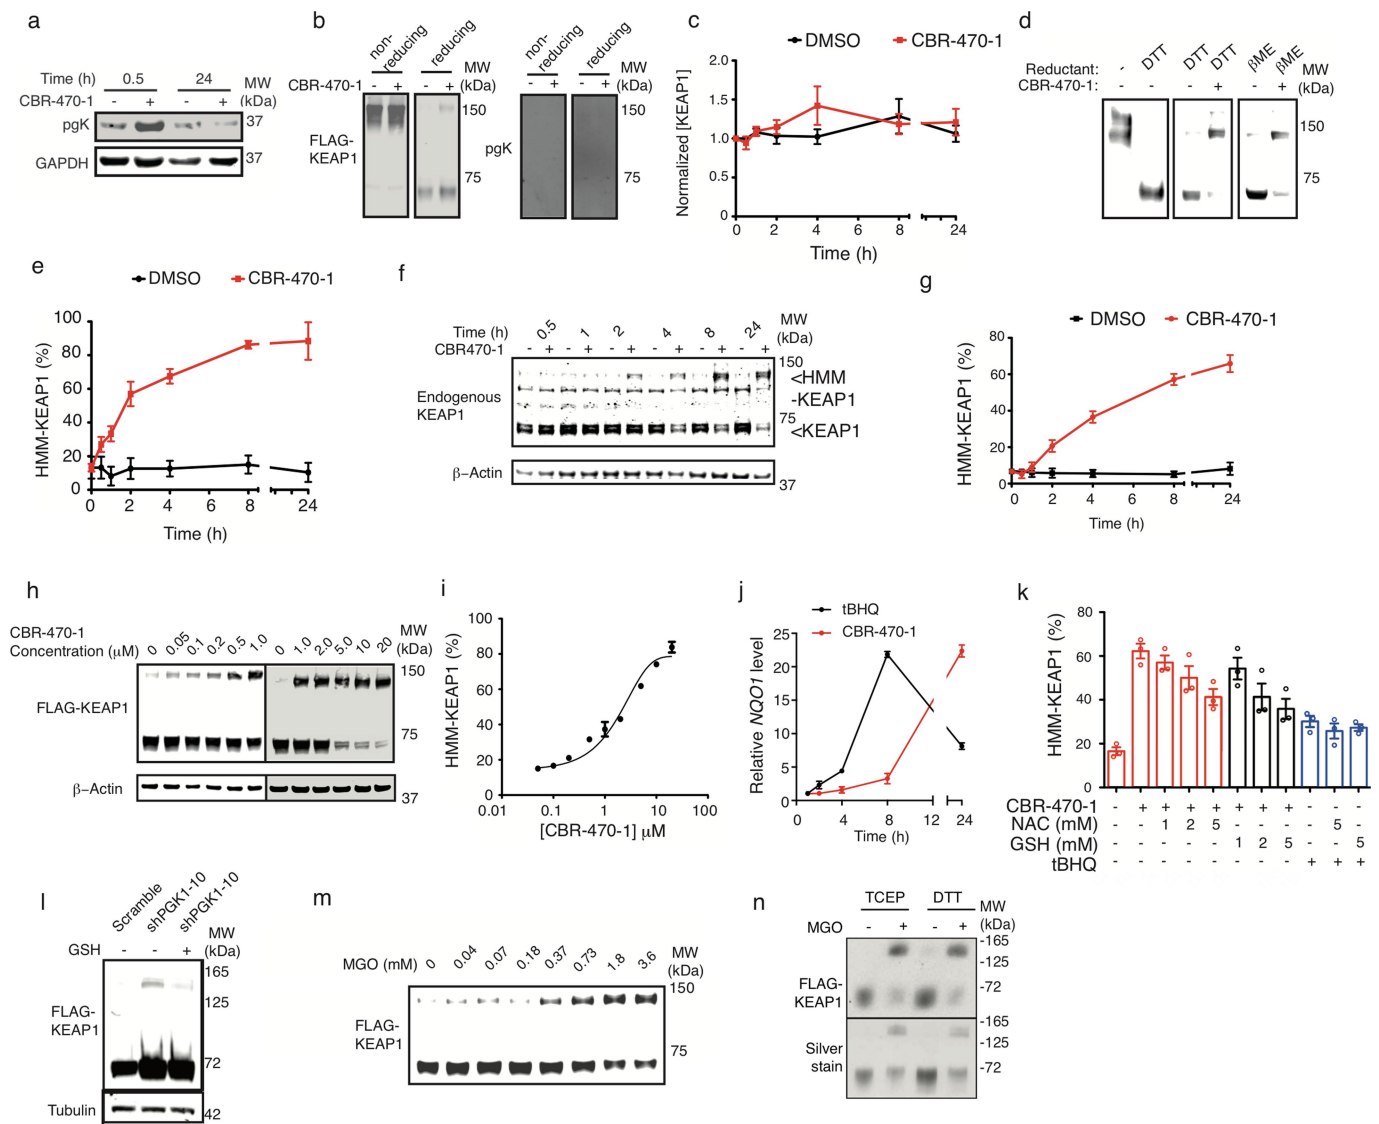 a
Time (h) 0.5 24 MW
CBR-470-1 - + - + (kDa)
pgK 37
GAPDH 37
b
non-reducing reducing MW non-reducing reducing MW
CBR-470-1 - + - + (kDa) - + - + (kDa)
FLAG-KEAP1 150 75
pgK 150 75
c
DMSO CBR-470-1
Normalized [KEAP1]
2.0
1.5
1.0
0.5
0
0 2 4 6 8 24
Time (h)
d
Reductant: - DTT DTT DTT βME βME MW
CBR-470-1: - - - + - + (kDa)
150
75
e
DMSO CBR-470-1
HMM-KEAP1 (%)
100
80
60
40
20
0
0 2 4 6 8 24
Time (h)
f
Time (h) 0.5 1 2 4 8 24 MW
CBR470-1 - + - + - + - + - + - + (kDa)
150
Endogenous KEAP1
<HMM
-KEAP1
75
<KEAP1
β-Actin
37
g
DMSO CBR-470-1
HMM-KEAP1 (%)
80
60
40
20
0
0 2 4 6 8 24
Time (h)
h
CBR-470-1
Concentration (μM) 0 0.05 0.1 0.2 0.5 1.0 0 1.0 2.0 5.0 10 20 MW (kDa)
150
FLAG-KEAP1
75
β-Actin
37
i
HMM-KEAP1 (%)
100
80
60
40
20
0
0.01 0.1 1 10 100
[CBR-470-1] μM
j
tBHQ
CBR-470-1
Relative NQO1 level
25
20
15
10
5
0
0 4 8 12 24
Time (h)
k
HMM-KEAP1 (%)
80
60
40
20
0
CBR-470-1 - + + + + + + + - - -
NAC (mM) - - 1 2 5 - - - - 5 -
GSH (mM) - - - - - 1 2 5 - - 5
tBHQ - - - - - - - - + + +
l
Scramble shPGK1-10 shPGK1-10
MW
GSH - - + (kDa)
165
125
FLAG-
KEAP1
72
Tubulin 42
m
MGO (mM) 0 0.04 0.07 0.18 0.37 0.73 1.8 3.6 MW (kDa)
150
FLAG-
KEAP1
75
n
TCEP DTT MW
MGO - + - + (kDa)
-165
-125
FLAG-
KEAP1
-72
-165
-125
Silver
stain
-72